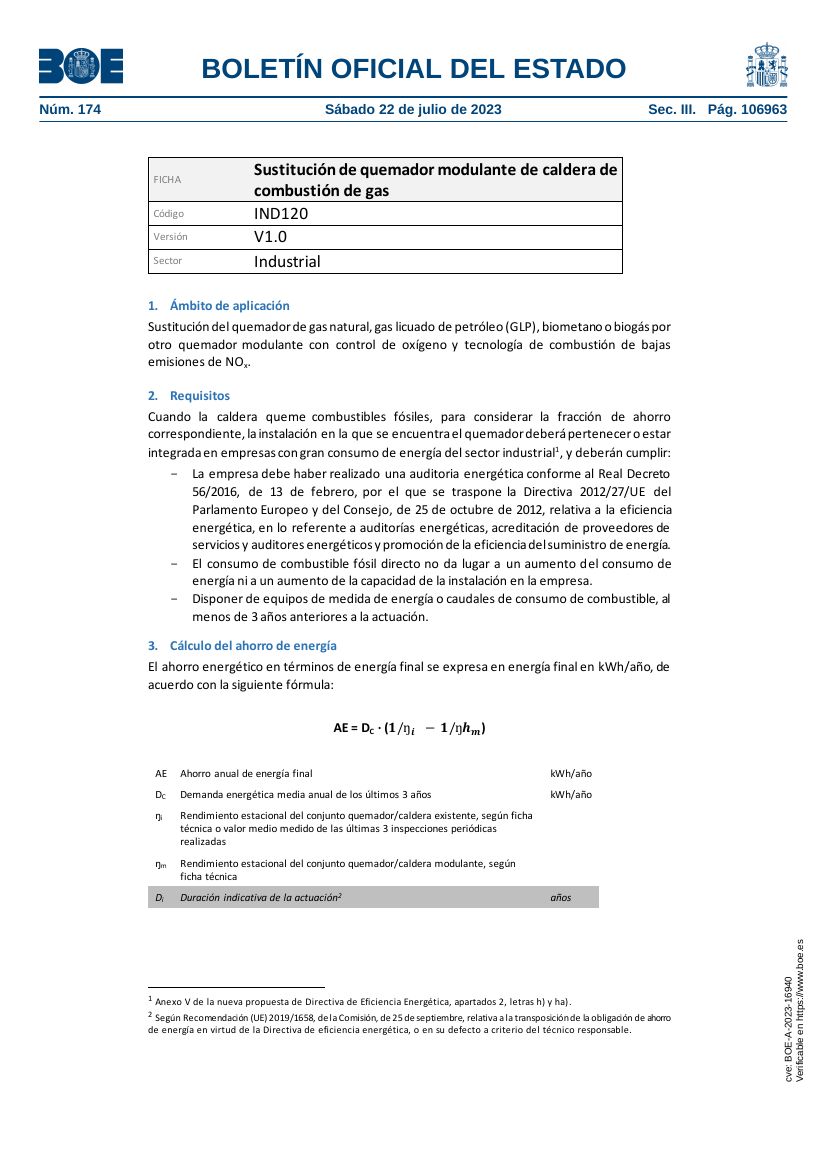 BOE
BOLETÍN OFICIAL DEL ESTADO
Núm. 174
Sábado 22 de julio de 2023
Sec. III. Pág. 106963
FICHA
Sustitución de quemador modulante de caldera de
combustión de gas
Código
IND120
Versión
V1.0
Sector
Industrial
1. Ámbito de aplicación
Sustitución del quemador de gas natural, gas licuado de petróleo (GLP), biometano o biogás por
otro quemador modulante con control de oxígeno y tecnología de combustión de bajas
emisiones de NOx.
2. Requisitos
Cuando la caldera queme combustibles fósiles, para considerar la fracción de ahorro
correspondiente, la instalación en la que se encuentra el quemador deberá pertenecer o estar
integrada en empresas con gran consumo de energía del sector industrial¹, y deberán cumplir:
− La empresa debe haber realizado una auditoria energética conforme al Real Decreto
56/2016, de 13 de febrero, por el que se traspone la Directiva 2012/27/UE del
Parlamento Europeo y del Consejo, de 25 de octubre de 2012, relativa a la eficiencia
energética, en lo referente a auditorías energéticas, acreditación de proveedores de
servicios y auditores energéticos y promoción de la eficiencia del suministro de energía.
− El consumo de combustible fósil directo no da lugar a un aumento del consumo de
energía ni a un aumento de la capacidad de la instalación en la empresa.
− Disponer de equipos de medida de energía o caudales de consumo de combustible, al
menos de 3 años anteriores a la actuación.
3. Cálculo del ahorro de energía
El ahorro energético en términos de energía final se expresa en energía final en kWh/año, de
acuerdo con la siguiente fórmula:
AE = DC · (1/ŋi − 1/ŋhm)
AE Ahorro anual de energía final kWh/año
DC Demanda energética media anual de los últimos 3 años kWh/año
ŋi Rendimiento estacional del conjunto quemador/caldera existente, según ficha
técnica o valor medio medido de las últimas 3 inspecciones periódicas
realizadas
ŋm Rendimiento estacional del conjunto quemador/caldera modulante, según
ficha técnica
Di Duración indicativa de la actuación² años
1 Anexo V de la nueva propuesta de Directiva de Eficiencia Energética, apartados 2, letras h) y ha).
2 Según Recomendación (UE) 2019/1658, de la Comisión, de 25 de septiembre, relativa a la transposición de la obligación de ahorro
de energía en virtud de la Directiva de eficiencia energética, o en su defecto a criterio del técnico responsable.
cve: BOE-A-2023-16940
Verificable en https://www.boe.es